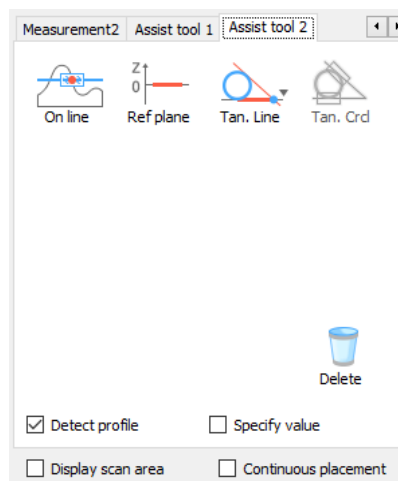 Measurement2 Assist tool 1 Assist tool 2
Z
0
On line Ref plane Tan. Line Tan. Crcl
Delete
Detect profile Specify value
Display scan area Continuous placement